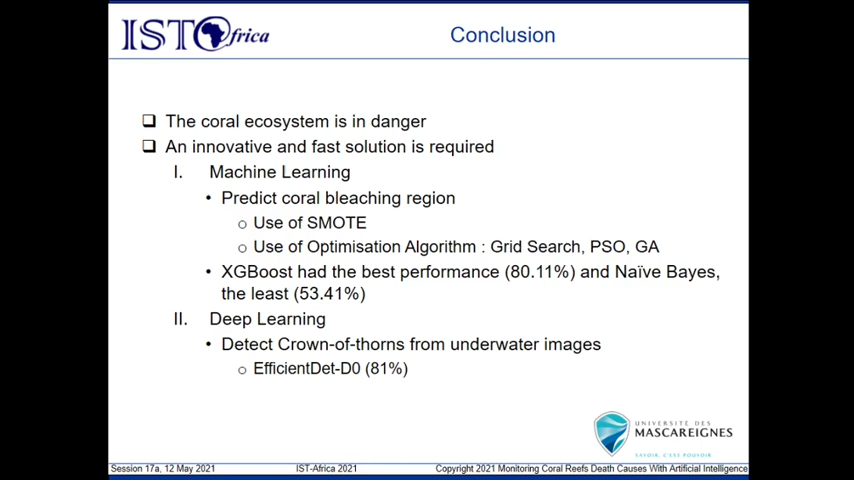 ISTAfrica
Conclusion
❑ The coral ecosystem is in danger
❑ An innovative and fast solution is required
I. Machine Learning
• Predict coral bleaching region
o Use of SMOTE
o Use of Optimisation Algorithm : Grid Search, PSO, GA
• XGBoost had the best performance (80.11%) and Naïve Bayes,
the least (53.41%)
II. Deep Learning
• Detect Crown-of-thorns from underwater images
o EfficientDet-D0 (81%)
UNIVERSITÉ DES
MASCAREIGNES
SAVOIR, C'EST POUVOIR
Session 17a, 12 May 2021
IST-Africa 2021
Copyright 2021 Monitoring Coral Reefs Death Causes With Artificial Intelligence